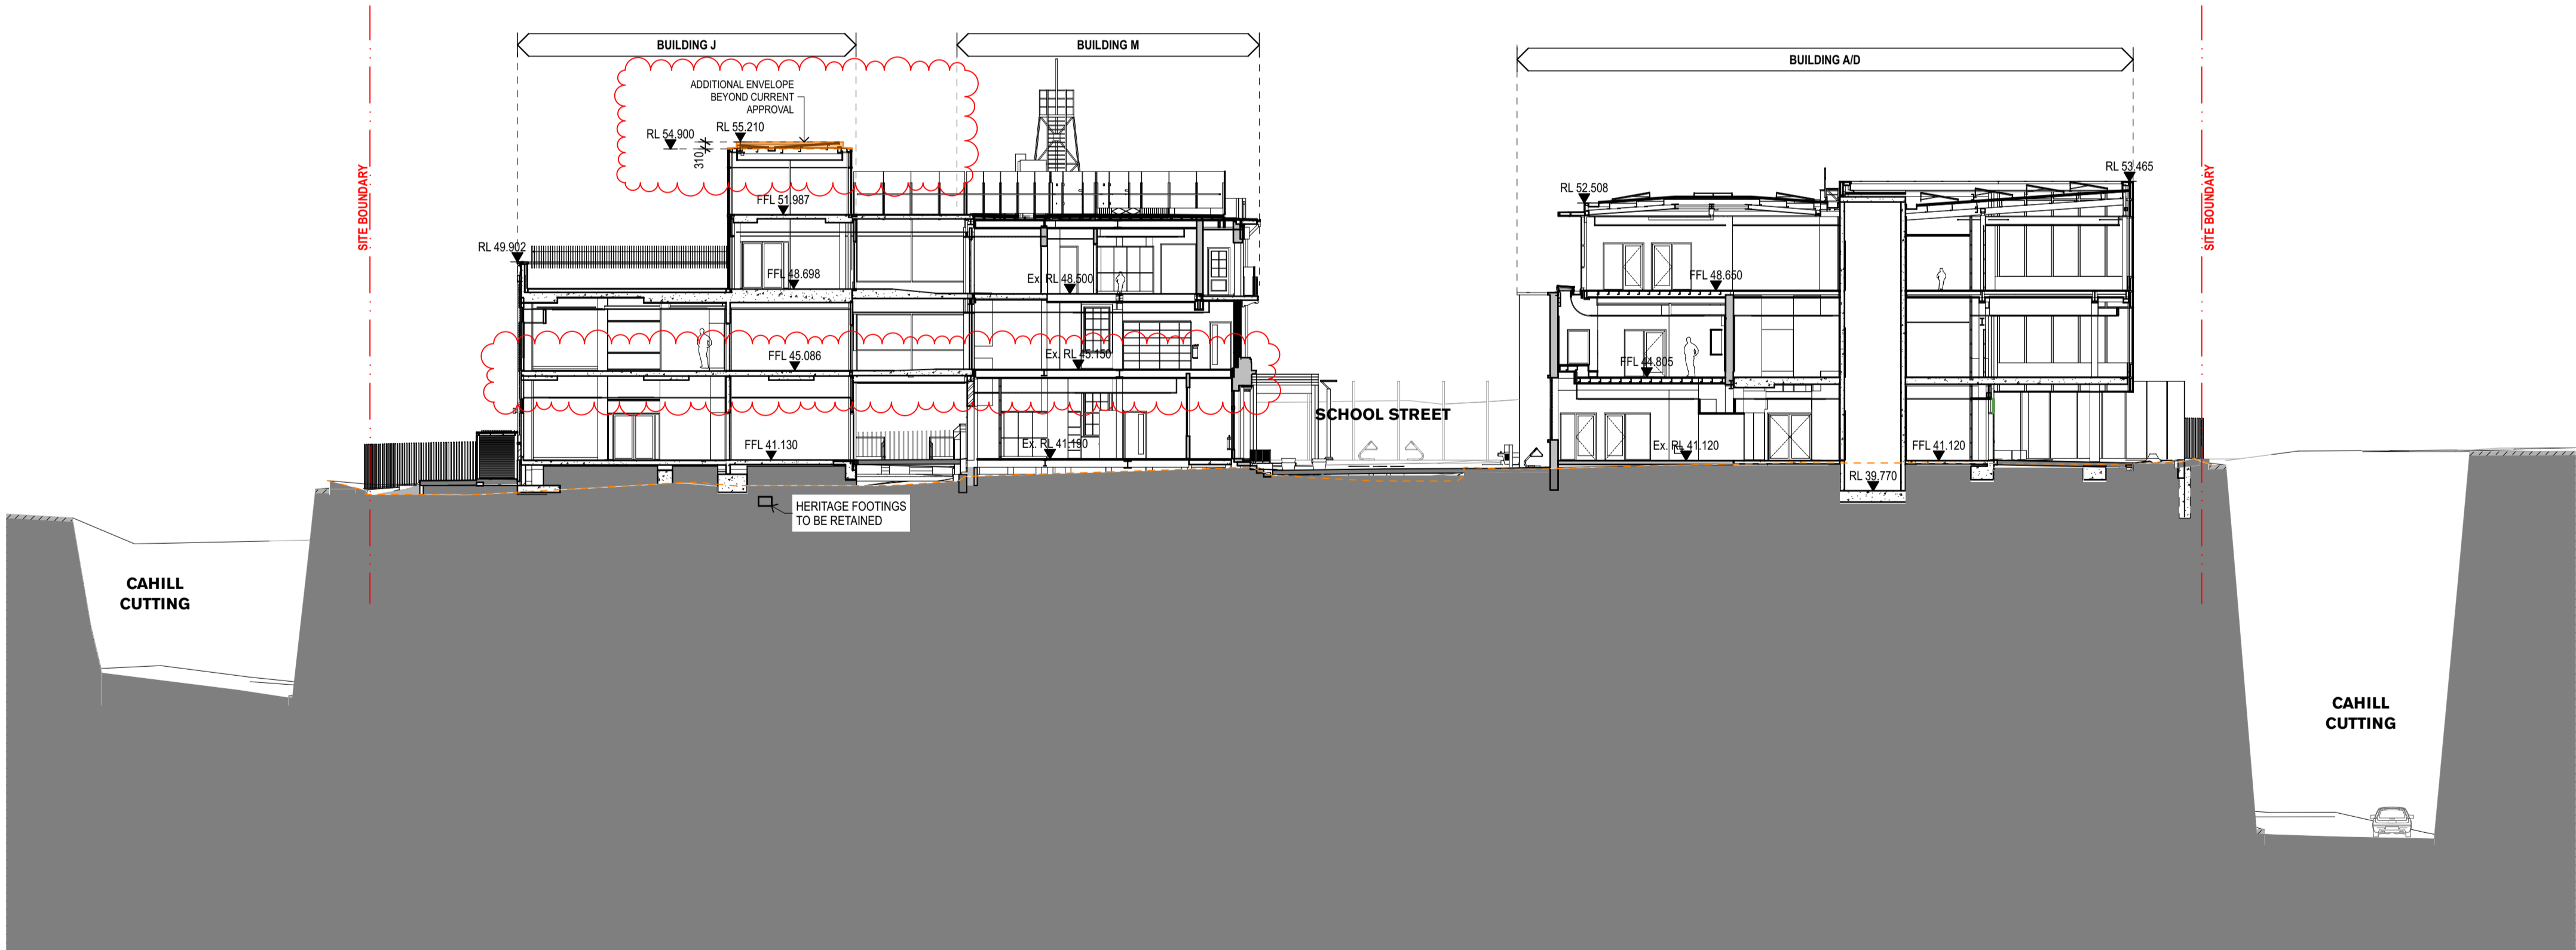 BUILDING J
BUILDING M
BUILDING A/D
ADDITIONAL ENVELOPE
BEYOND CURRENT
APPROVAL
RL 54.900
RL 55.210
310
SITE BOUNDARY
SITE BOUNDARY
RL 53.465
RL 52.508
FFL 51.987
RL 49.902
FFL 48.698
Ex. RL 48.500
FFL 48.650
FFL 45.086
Ex. RL 45.150
FFL 44.805
SCHOOL STREET
FFL 41.130
Ex. RL 41.190
Ex. RL 41.120
FFL 41.120
RL 39.770
HERITAGE FOOTINGS
TO BE RETAINED
CAHILL
CUTTING
CAHILL
CUTTING